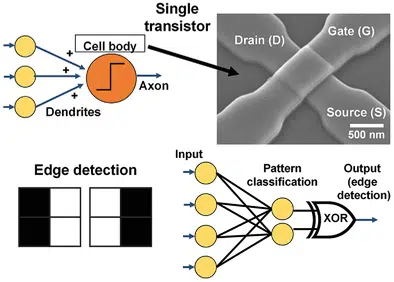 Single
transistor
Cell body
+
+
+
Axon
Dendrites
Drain (D)
Gate (G)
Source (S)
500 nm
Edge detection
Input
Pattern
classification
Output
(edge
detection)
XOR